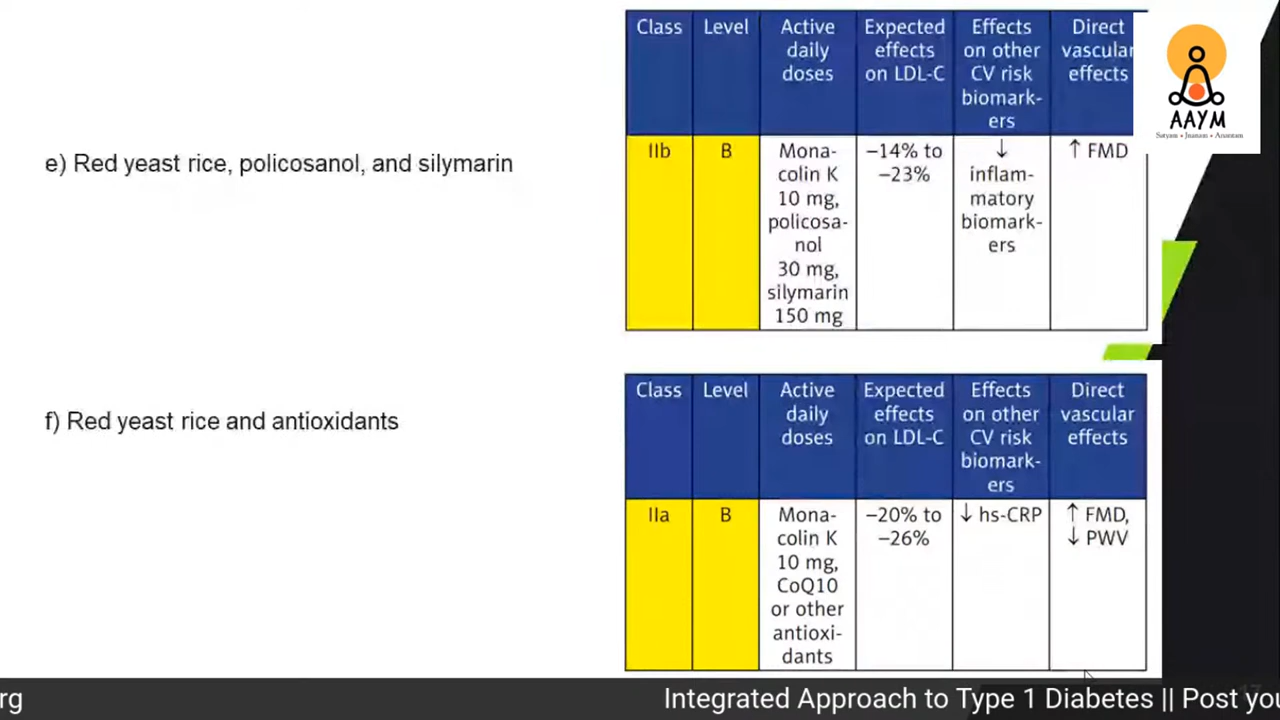 Class Level Active daily doses Expected effects on LDL-C Effects on other CV risk biomark-ers Direct vascular effects
AAYM
Satyam • Jnanam • Anantam
e) Red yeast rice, policosanol, and silymarin
IIb B Mona-colin K 10 mg, policosa-nol 30 mg, silymarin 150 mg −14% to −23% ↓ inflam-matory biomark-ers ↑ FMD
Class Level Active daily doses Expected effects on LDL-C Effects on other CV risk biomark-ers Direct vascular effects
f) Red yeast rice and antioxidants
IIa B Mona-colin K 10 mg, CoQ10 or other antioxi-dants −20% to −26% ↓ hs-CRP ↑ FMD, ↓ PWV
rg Integrated Approach to Type 1 Diabetes || Post you